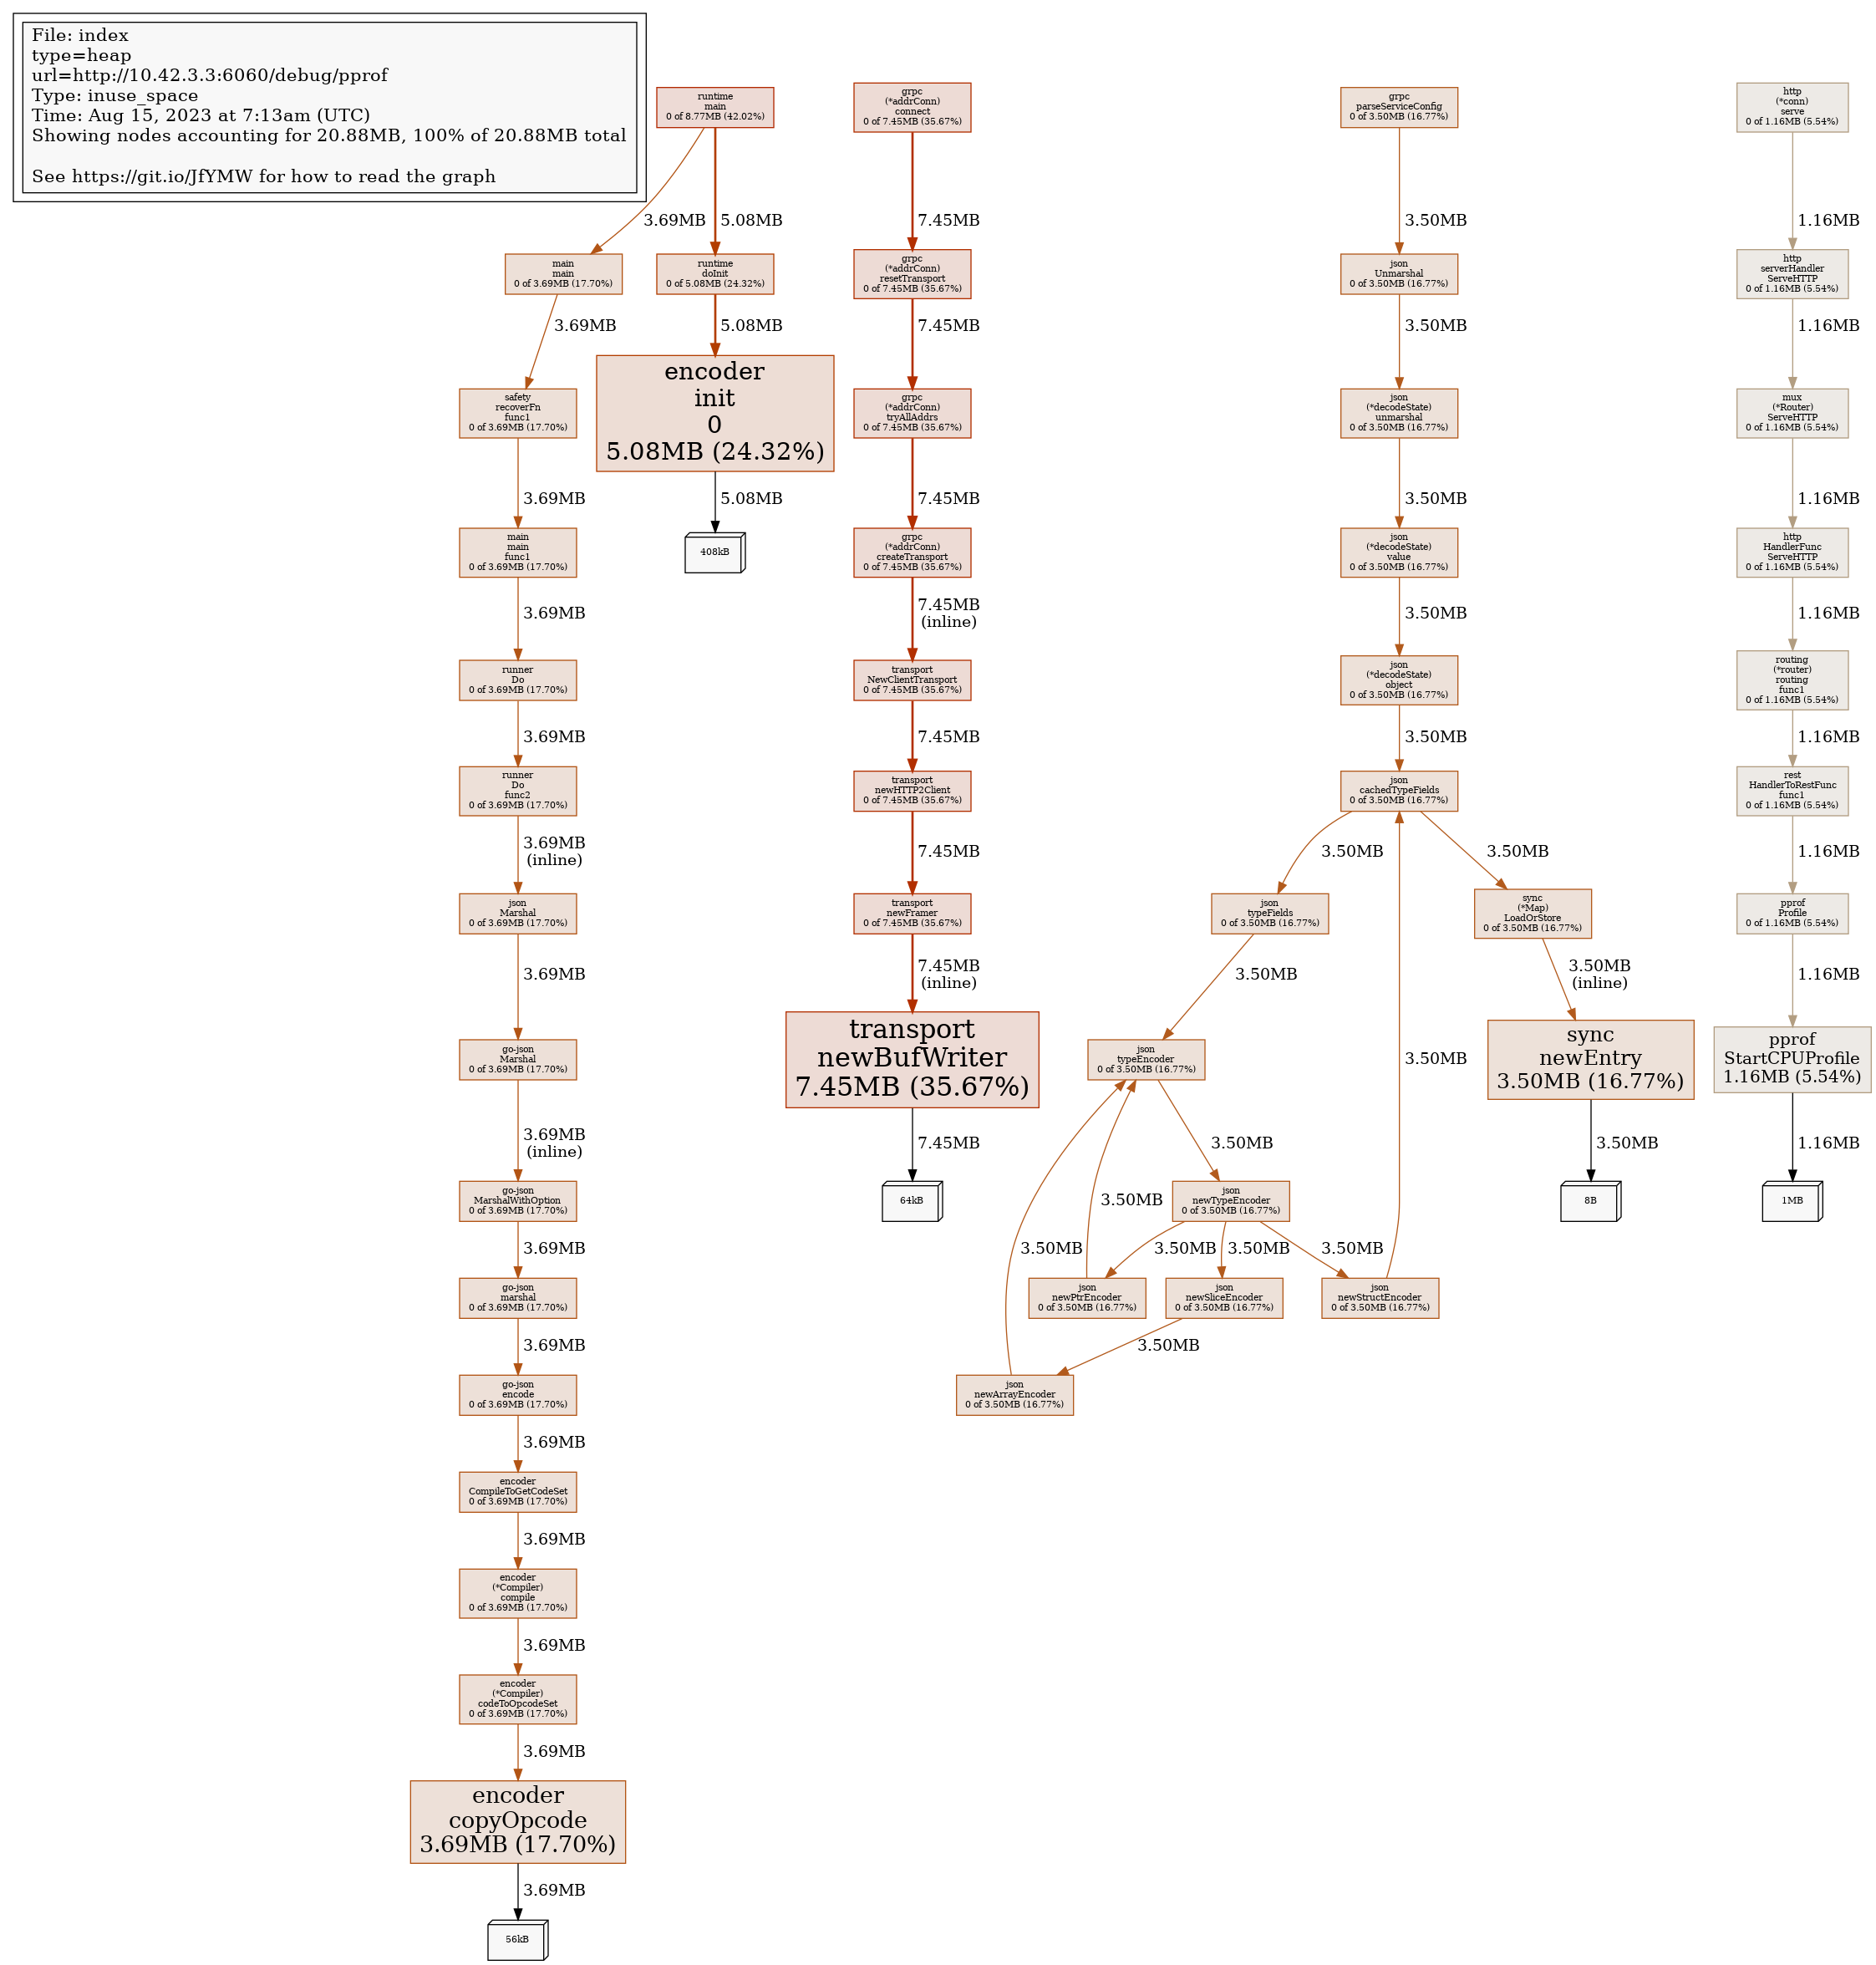 File: index
type=heap
url=http://10.42.3.3:6060/debug/pprof
Type: inuse_space
Time: Aug 15, 2023 at 7:13am (UTC)
Showing nodes accounting for 20.88MB, 100% of 20.88MB total
See https://git.io/JfYMW for how to read the graph
runtime
main
0 of 8.77MB (42.02%)
3.69MB
5.08MB
main
main
0 of 3.69MB (17.70%)
runtime
doInit
0 of 5.08MB (24.32%)
3.69MB
5.08MB
safety
recoverFn
func1
0 of 3.69MB (17.70%)
encoder
init
0
5.08MB (24.32%)
3.69MB
5.08MB
408kB
main
main
func1
0 of 3.69MB (17.70%)
3.69MB
runner
Do
0 of 3.69MB (17.70%)
3.69MB
runner
Do
func2
0 of 3.69MB (17.70%)
3.69MB
(inline)
json
Marshal
0 of 3.69MB (17.70%)
3.69MB
go-json
Marshal
0 of 3.69MB (17.70%)
3.69MB
(inline)
go-json
MarshalWithOption
0 of 3.69MB (17.70%)
3.69MB
go-json
marshal
0 of 3.69MB (17.70%)
3.69MB
go-json
encode
0 of 3.69MB (17.70%)
3.69MB
encoder
CompileToGetCodeSet
0 of 3.69MB (17.70%)
3.69MB
encoder
(*Compiler)
compile
0 of 3.69MB (17.70%)
3.69MB
encoder
(*Compiler)
codeToOpcodeSet
0 of 3.69MB (17.70%)
3.69MB
encoder
copyOpcode
3.69MB (17.70%)
3.69MB
56kB
grpc
(*addrConn)
connect
0 of 7.45MB (35.67%)
7.45MB
grpc
(*addrConn)
resetTransport
0 of 7.45MB (35.67%)
7.45MB
grpc
(*addrConn)
tryAllAddrs
0 of 7.45MB (35.67%)
7.45MB
grpc
(*addrConn)
createTransport
0 of 7.45MB (35.67%)
7.45MB
(inline)
transport
NewClientTransport
0 of 7.45MB (35.67%)
7.45MB
transport
newHTTP2Client
0 of 7.45MB (35.67%)
7.45MB
transport
newFramer
0 of 7.45MB (35.67%)
7.45MB
(inline)
transport
newBufWriter
7.45MB (35.67%)
7.45MB
64kB
grpc
parseServiceConfig
0 of 3.50MB (16.77%)
3.50MB
json
Unmarshal
0 of 3.50MB (16.77%)
3.50MB
json
(*decodeState)
unmarshal
0 of 3.50MB (16.77%)
3.50MB
json
(*decodeState)
value
0 of 3.50MB (16.77%)
3.50MB
json
(*decodeState)
object
0 of 3.50MB (16.77%)
3.50MB
json
cachedTypeFields
0 of 3.50MB (16.77%)
3.50MB
3.50MB
json
typeFields
0 of 3.50MB (16.77%)
sync
(*Map)
LoadOrStore
0 of 3.50MB (16.77%)
3.50MB
3.50MB
(inline)
json
typeEncoder
0 of 3.50MB (16.77%)
3.50MB
sync
newEntry
3.50MB (16.77%)
3.50MB
3.50MB
8B
3.50MB
json
newTypeEncoder
0 of 3.50MB (16.77%)
3.50MB
3.50MB
3.50MB
3.50MB
json
newPtrEncoder
0 of 3.50MB (16.77%)
json
newSliceEncoder
0 of 3.50MB (16.77%)
json
newStructEncoder
0 of 3.50MB (16.77%)
3.50MB
json
newArrayEncoder
0 of 3.50MB (16.77%)
http
(*conn)
serve
0 of 1.16MB (5.54%)
1.16MB
http
serverHandler
ServeHTTP
0 of 1.16MB (5.54%)
1.16MB
mux
(*Router)
ServeHTTP
0 of 1.16MB (5.54%)
1.16MB
http
HandlerFunc
ServeHTTP
0 of 1.16MB (5.54%)
1.16MB
routing
(*router)
routing
func1
0 of 1.16MB (5.54%)
1.16MB
rest
HandlerToRestFunc
func1
0 of 1.16MB (5.54%)
1.16MB
pprof
Profile
0 of 1.16MB (5.54%)
1.16MB
pprof
StartCPUProfile
1.16MB (5.54%)
1.16MB
1MB